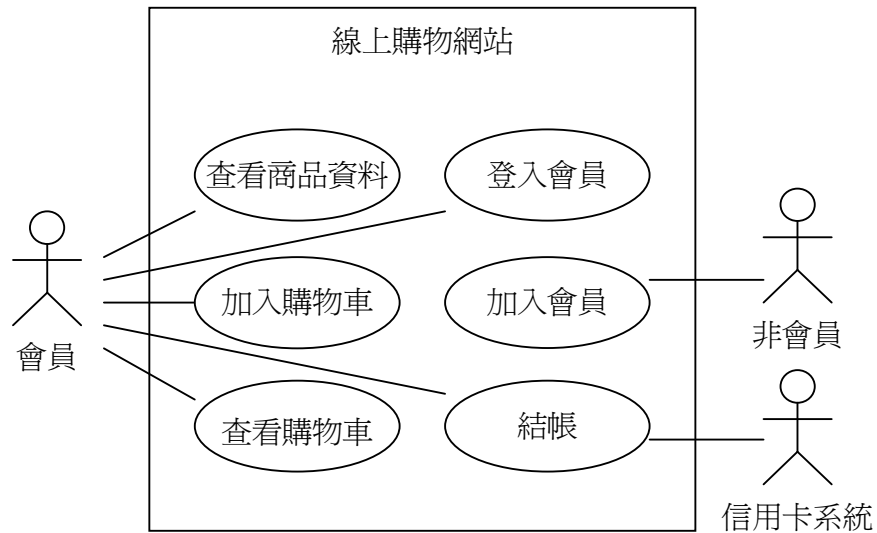 線上購物網站
查看商品資料
登入會員
加入購物車
加入會員
查看購物車
結帳
會員
非會員
信用卡系統